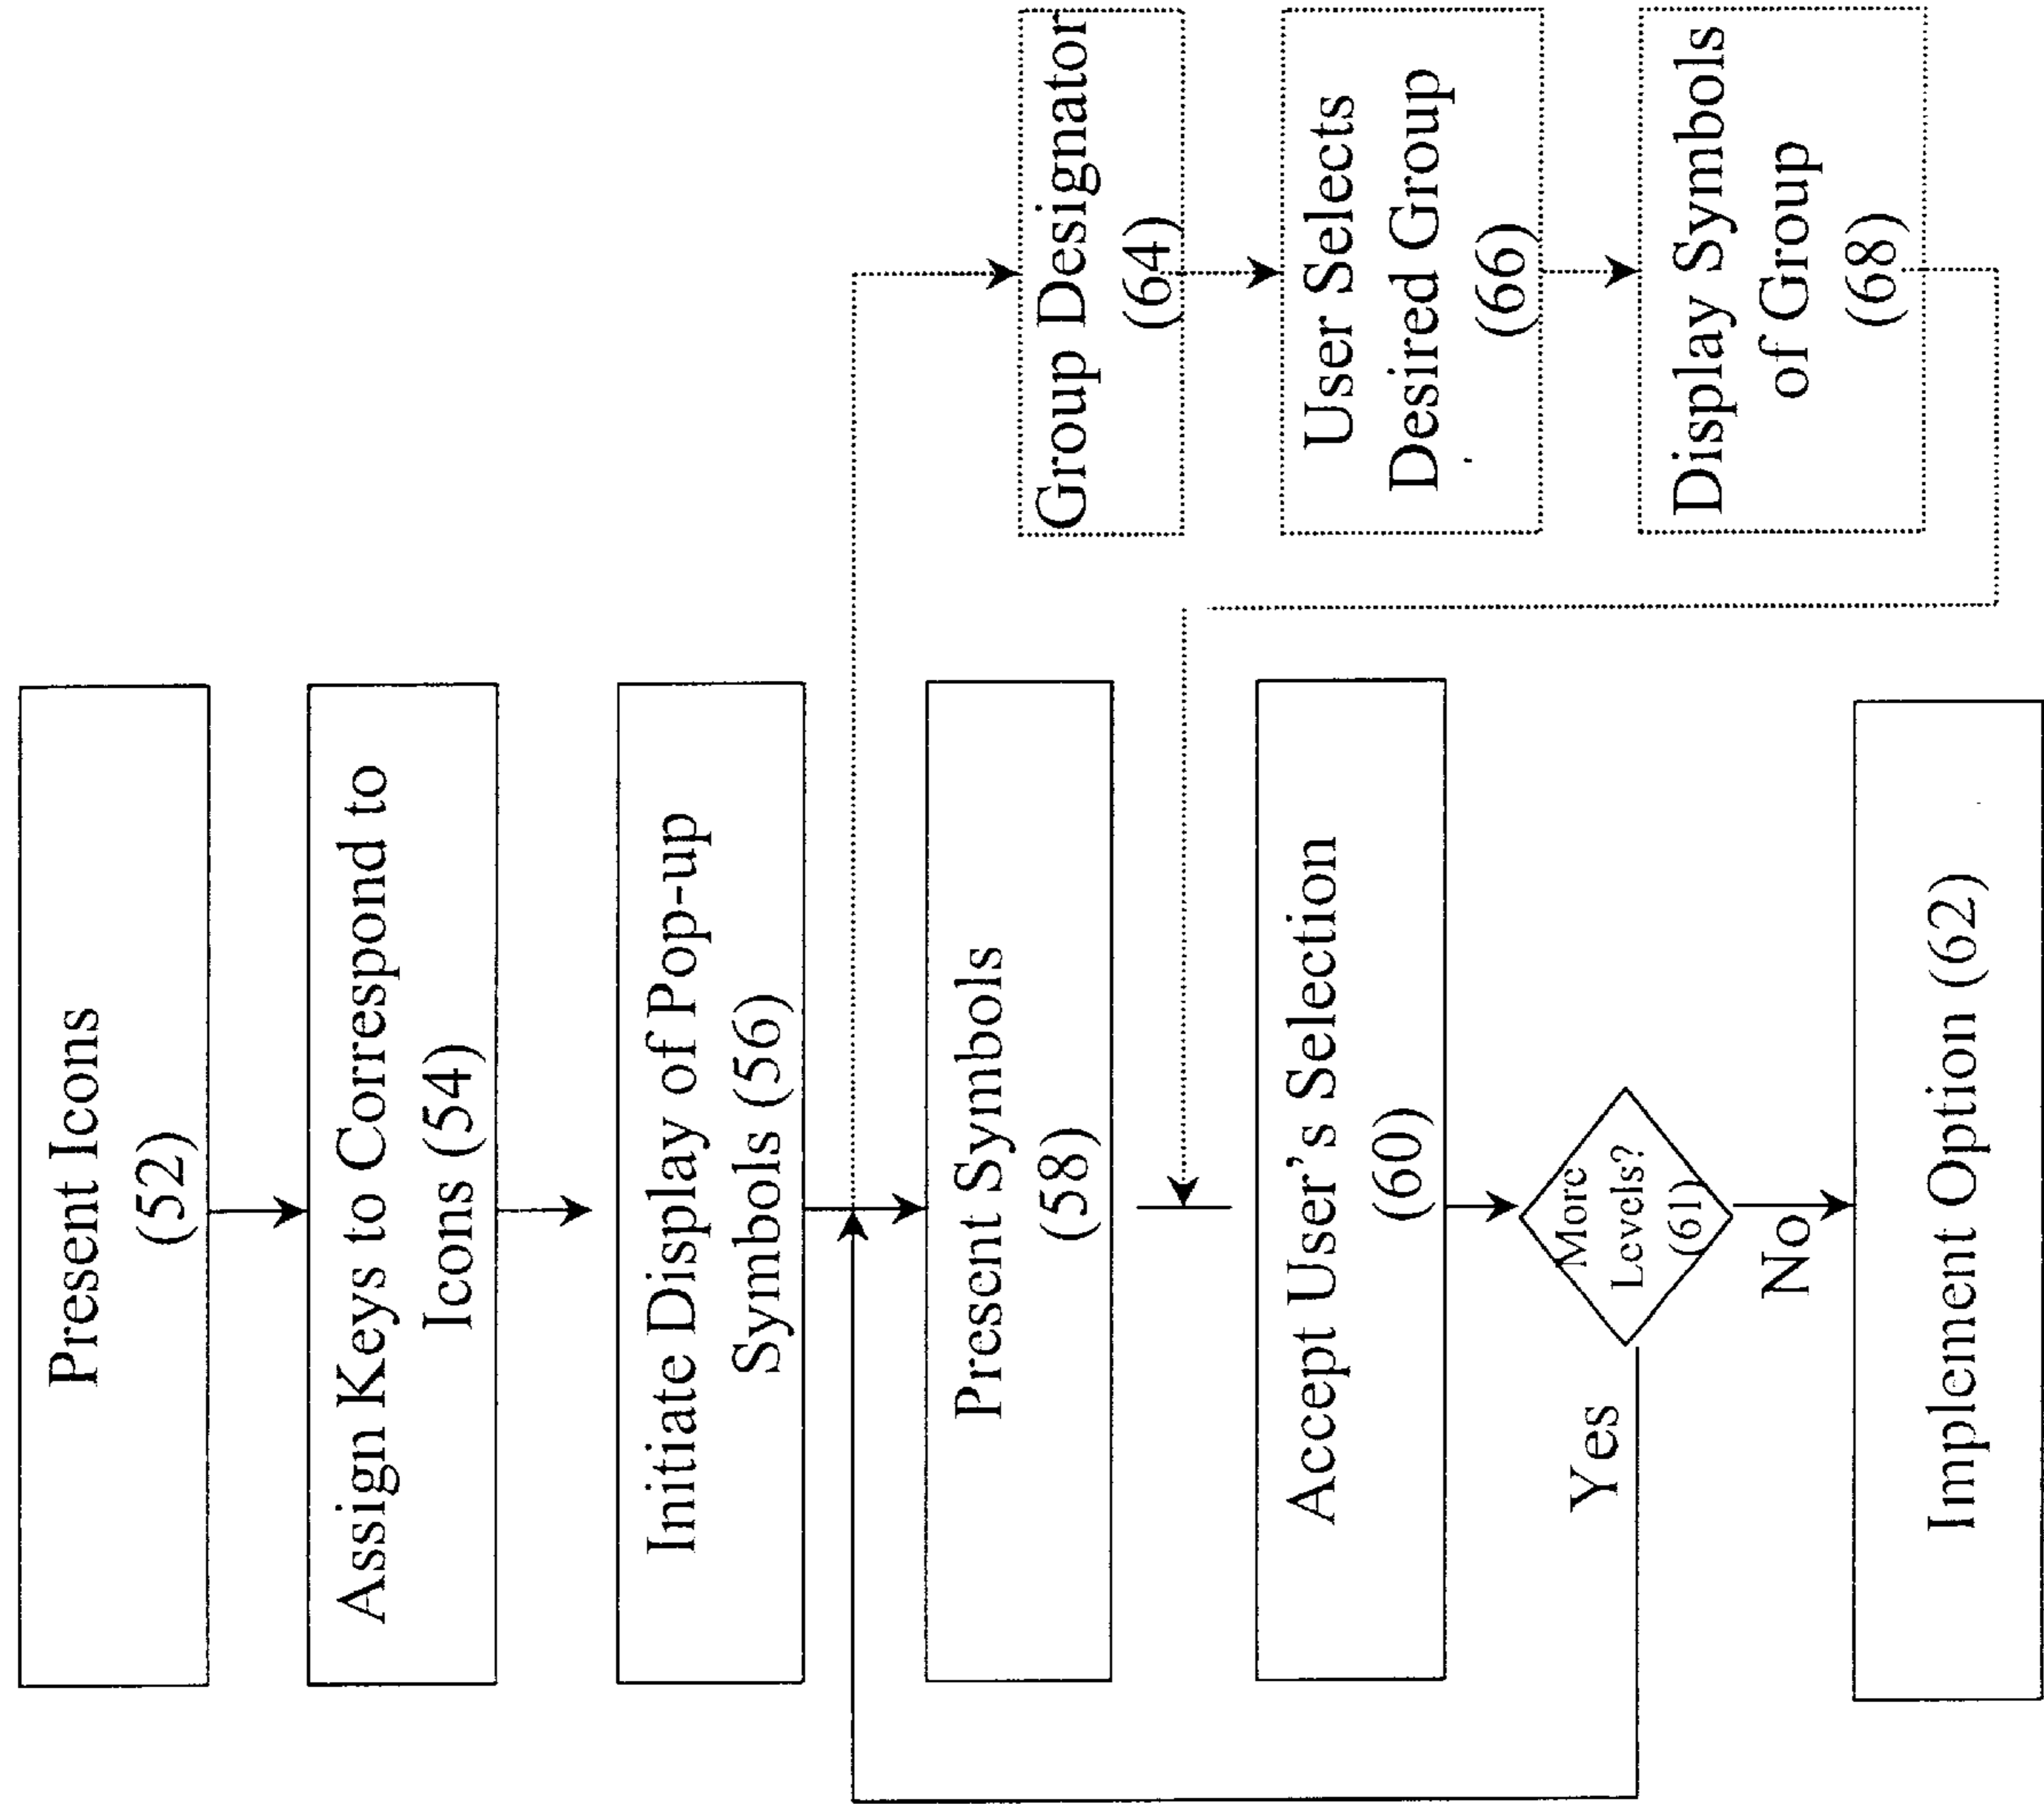 Present Icons
(52)
Assign Keys to Correspond to
Icons (54)
Initiate Display of Pop-up
Symbols (56)
Present Symbols
(58)
Accept User's Selection
(60)
More
Levels?
(61)
Yes
No
Implement Option (62)
Group Designator
(64)
User Selects
Desired Group
(66)
Display Symbols
of Group
(68)